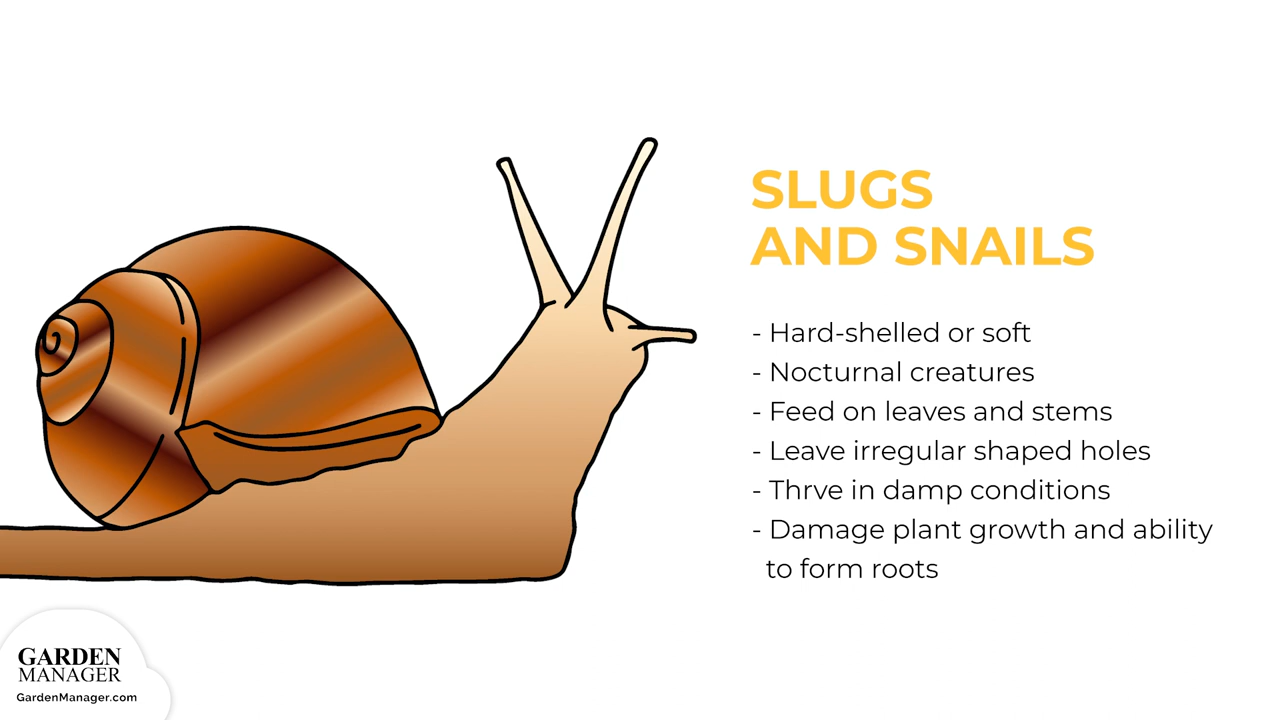 SLUGS
AND SNAILS
- Hard-shelled or soft
- Nocturnal creatures
- Feed on leaves and stems
- Leave irregular shaped holes
- Thrve in damp conditions
- Damage plant growth and ability
to form roots
GARDEN
MANAGER
GardenManager.com